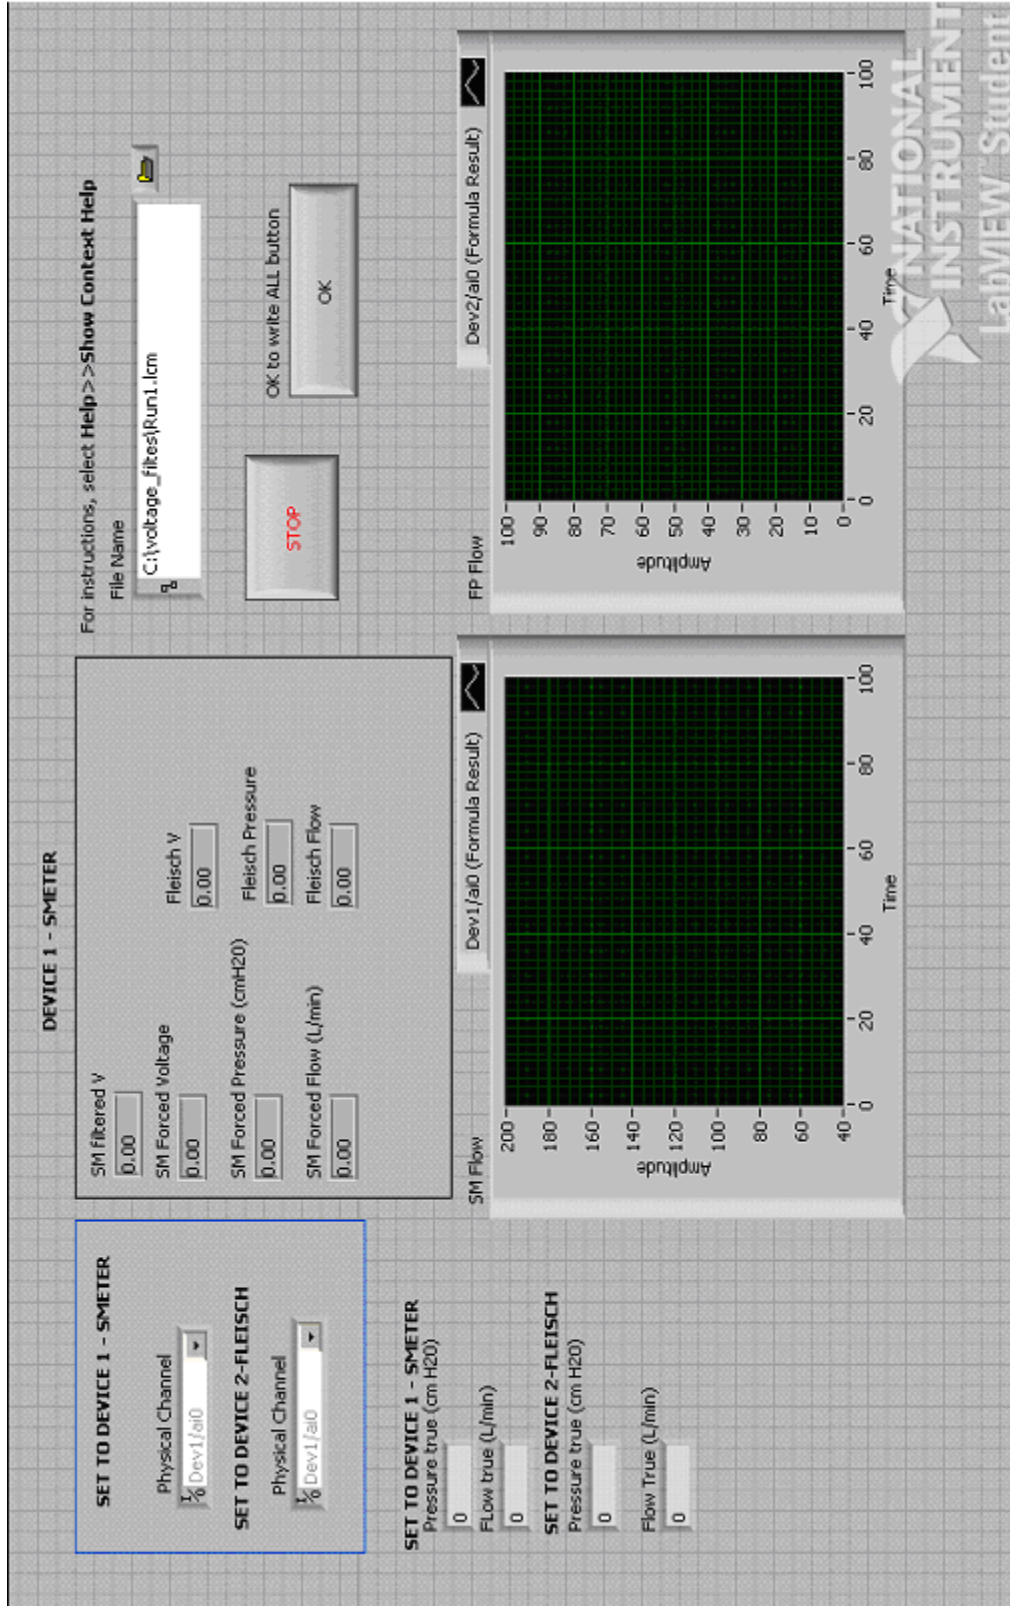 DEVICE 1 - SMETER
For instructions, select Help>>Show Context Help
File Name
C:\voltage_filtes\Run1.lcm
STOP
OK to write ALL button
OK
SET TO DEVICE 1 - SMETER
Physical Channel
Dev1/ai0
SET TO DEVICE 2-FLEISCH
Physical Channel
Dev1/ai0
SM filtered V
0.00
SM Forced Voltage
0.00
SM Forced Pressure (cmH2O)
0.00
SM Forced Flow (L/min)
0.00
Fleisch V
0.00
Fleisch Pressure
0.00
Fleisch Flow
0.00
SET TO DEVICE 1 - SMETER
Pressure true (cm H2O)
0
FLow true (L/min)
0
SET TO DEVICE 2-FLEISCH
Pressure true (cm H2O)
0
Flow True (L/min)
0
SM Flow
Dev1/ai0 (Formula Result)
Amplitude
200
180
160
140
120
100
80
60
40
0 20 40 60 80 100
Time
FP Flow
Dev2/ai0 (Formula Result)
Amplitude
100
90
80
70
60
50
40
30
20
10
0
0 20 40 60 80 100
Time
NATIONAL
INSTRUMENT
LabVIEW Student